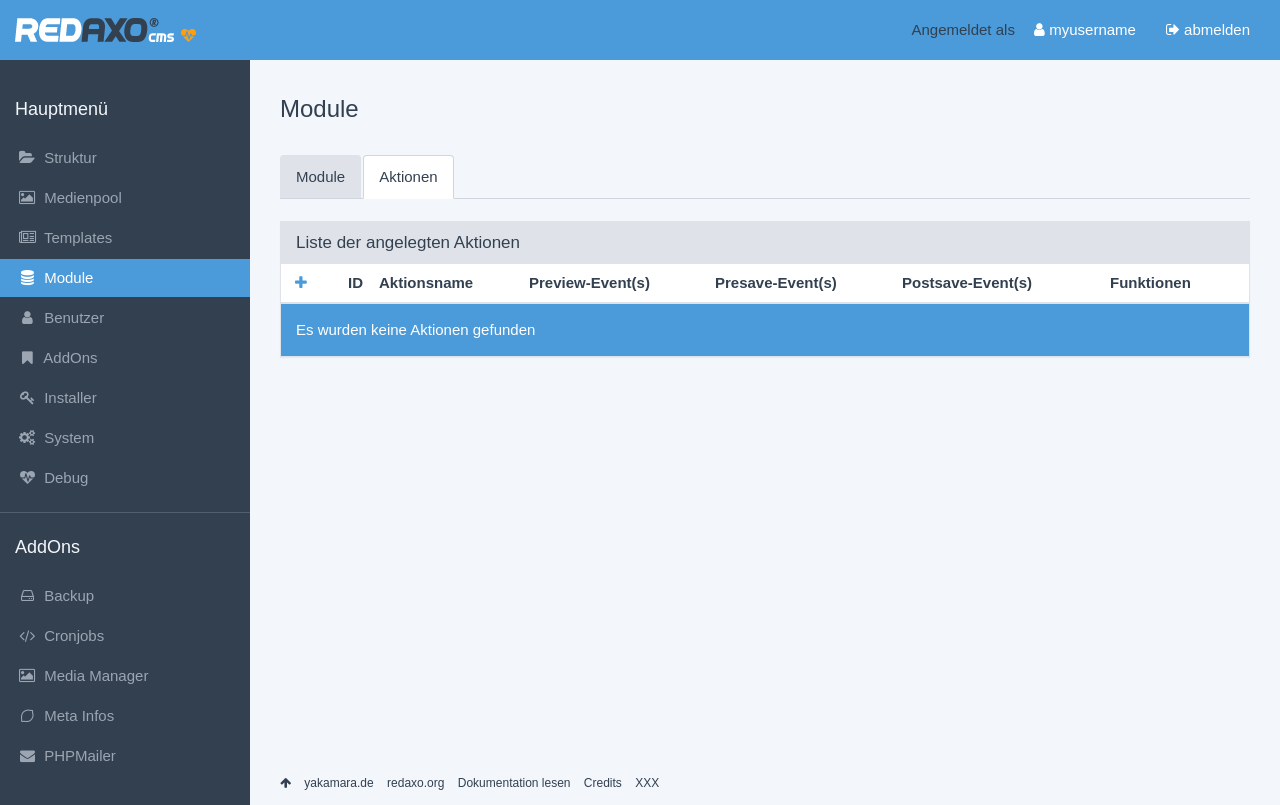 REDAXO® cms
Angemeldet als myusername abmelden
Hauptmenü
Struktur
Medienpool
Templates
Module
Benutzer
AddOns
Installer
System
Debug
AddOns
Backup
Cronjobs
Media Manager
Meta Infos
PHPMailer
Module
Module Aktionen
Liste der angelegten Aktionen
ID Aktionsname Preview-Event(s) Presave-Event(s) Postsave-Event(s) Funktionen
Es wurden keine Aktionen gefunden
yakamara.de redaxo.org Dokumentation lesen Credits XXX